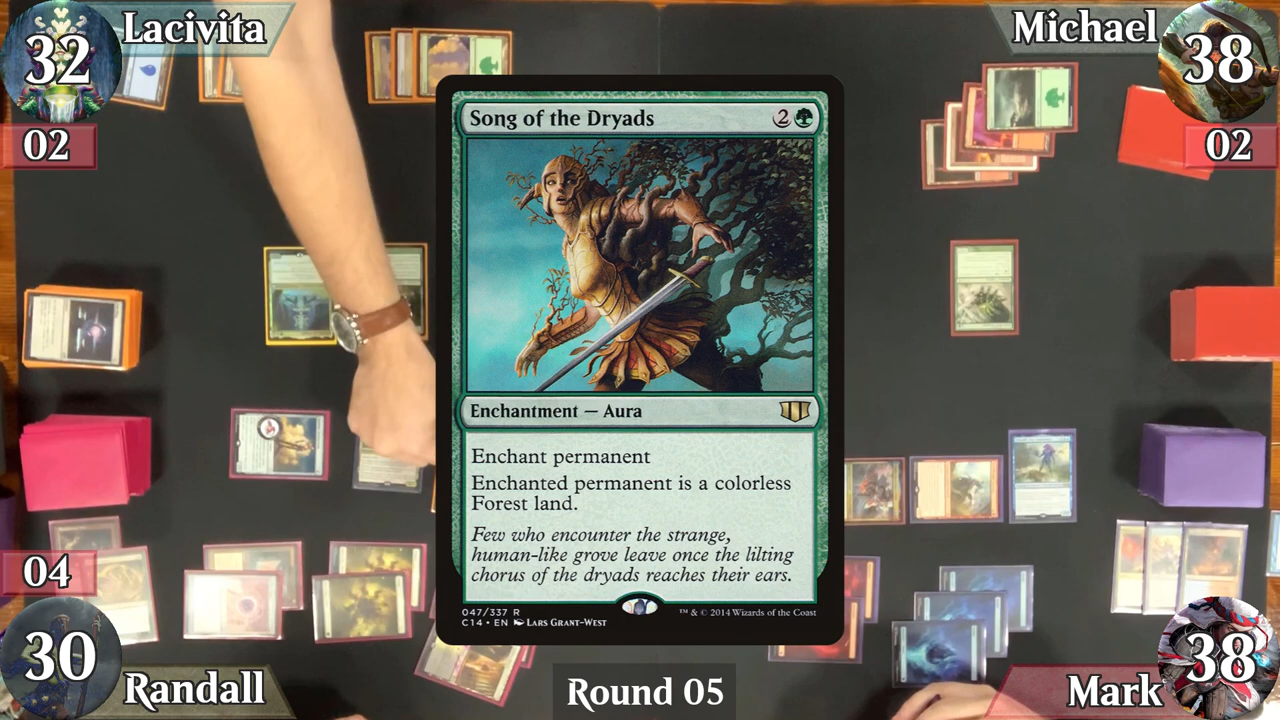 32
Lacivita
02
Michael
38
02
Song of the Dryads 2
Enchantment — Aura
Enchant permanent
Enchanted permanent is a colorless
Forest land.
Few who encounter the strange,
human-like grove leave once the lilting
chorus of the dryads reaches their ears.
047/337 R
C14 • EN Lars Grant-West
™ & © 2014 Wizards of the Coast
04
30
Randall
Round 05
Mark
38